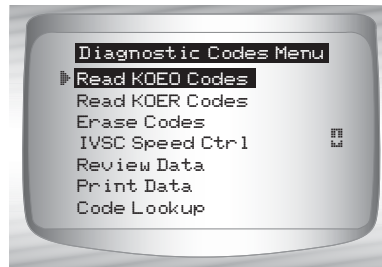 Diagnostic Codes Menu
Read KOEO Codes
Read KOER Codes
Erase Codes
IVSC Speed Ctrl
Review Data
Print Data
Code Lookup